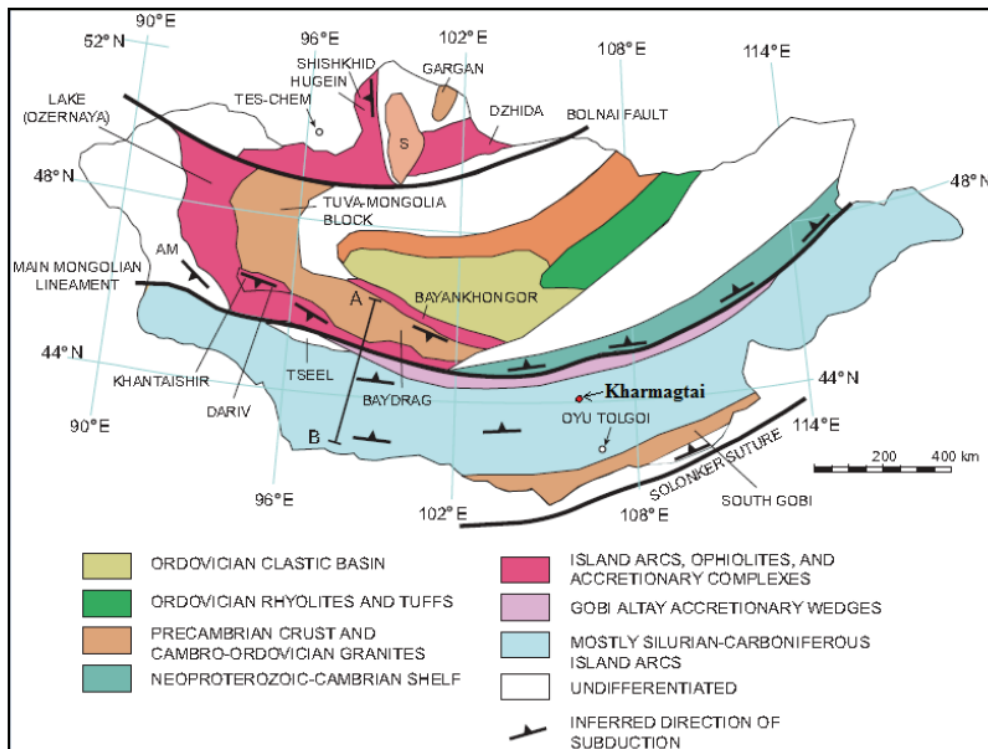 90°E
52°N
96°E
102°E
108°E
114°E
SHISHKHID
HUGEIN
GARGAN
TES-CHEM
LAKE
(OZERNAYA)
DZHIDA
BOLNAI FAULT
S
48°N
48°N
TUVA-MONGOLIA
BLOCK
AM
MAIN MONGOLIAN
LINEAMENT
A
BAYANKHONGOR
44°N
TSEEL
KHANTAISHIR
DARIV
BAYDRAG
Kharmagtai
44°N
OYU TOLGOI
90°E
B
114°E
200
400 km
SOLONKER SUTURE
96°E
SOUTH GOBI
102°E
108°E
ORDOVICIAN CLASTIC BASIN
ORDOVICIAN RHYOLITES AND TUFFS
PRECAMBRIAN CRUST AND
CAMBRO-ORDOVICIAN GRANITES
NEOPROTEROZOIC-CAMBRIAN SHELF
ISLAND ARCS, OPHIOLITES, AND
ACCRETIONARY COMPLEXES
GOBI ALTAY ACCRETIONARY WEDGES
MOSTLY SILURIAN-CARBONIFEROUS
ISLAND ARCS
UNDIFFERENTIATED
INFERRED DIRECTION OF
SUBDUCTION